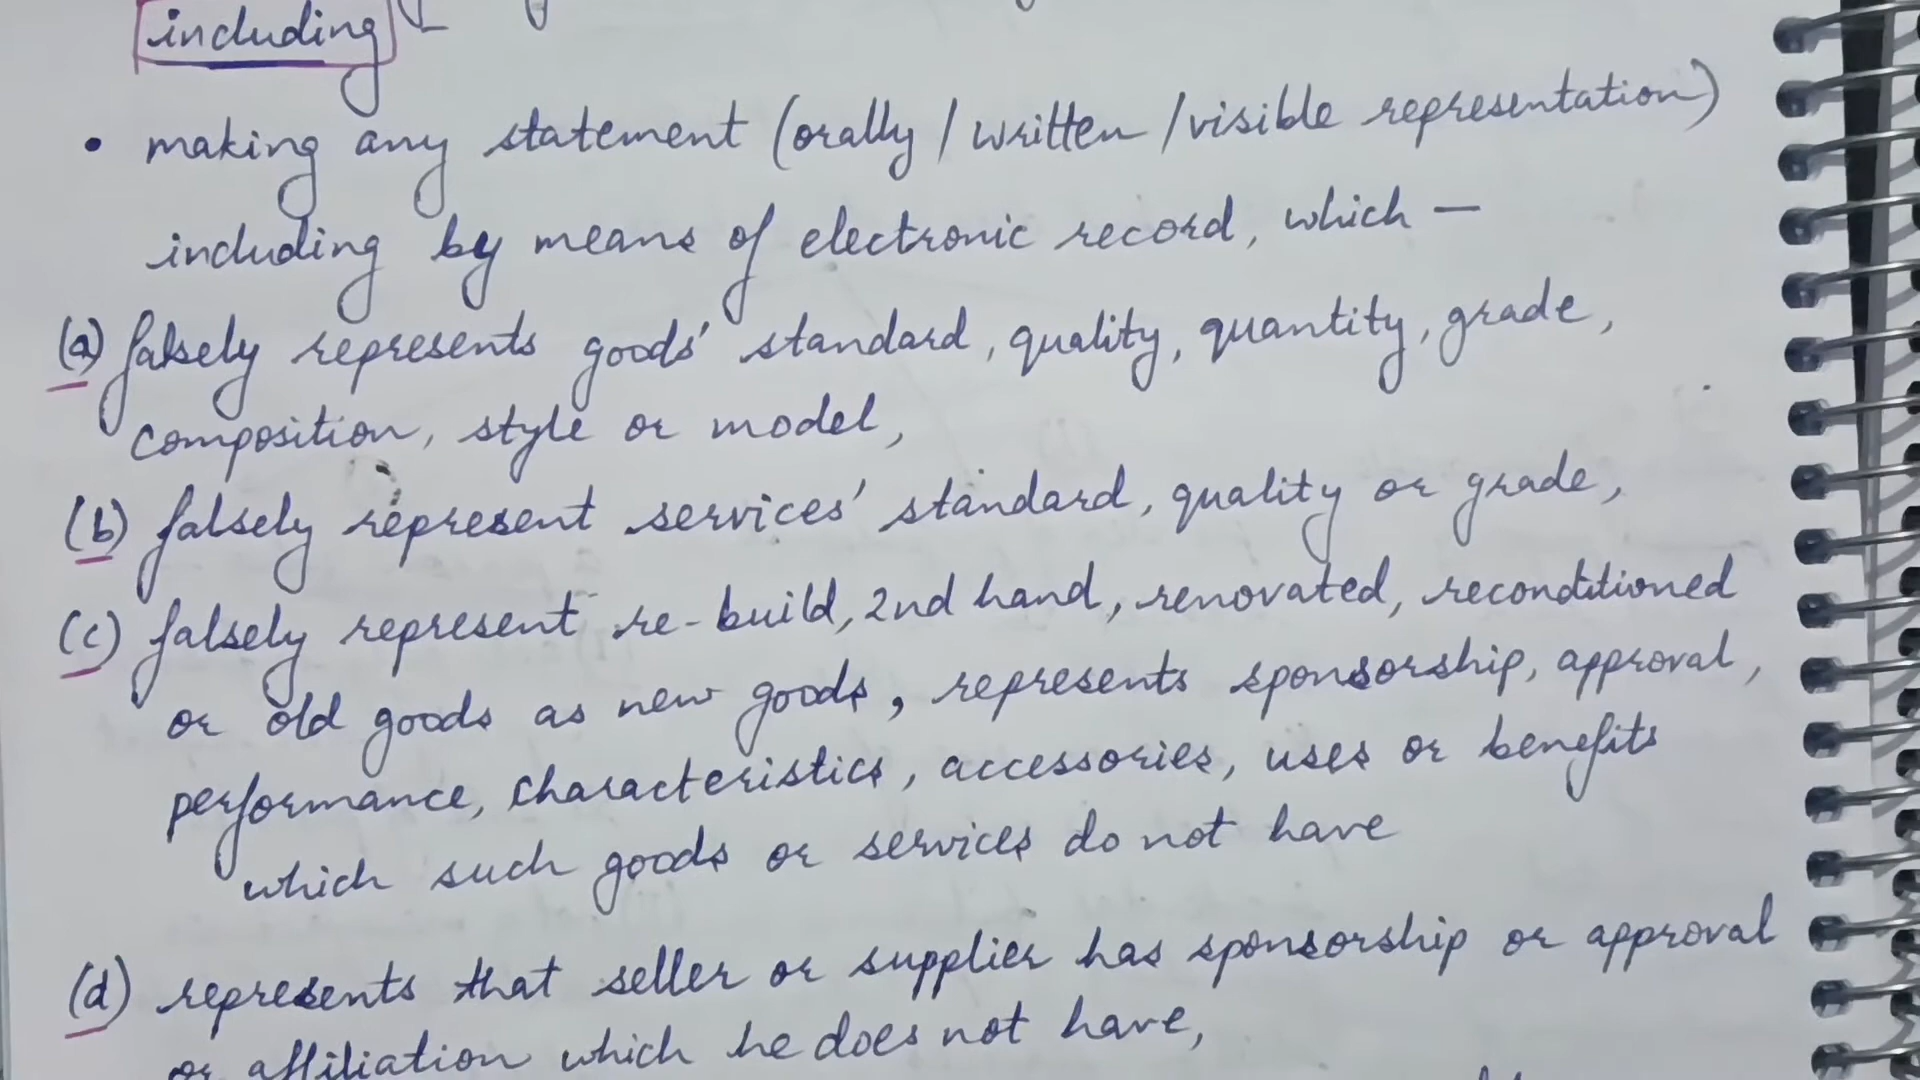 including
• making any statement (orally / written / visible representation)
including by means of electronic record, which —
(a) falsely represents goods' standard, quality, quantity, grade,
composition, style or model,
(b) falsely represent services' standard, quality or grade,
(c) falsely represent re-build, 2nd hand, renovated, reconditioned
or old goods as new goods, represents sponsorship, approval,
performance, characteristics, accessories, uses or benefits
which such goods or services do not have
(d) represents that seller or supplier has sponsorship or approval
or affiliation which he does not have,